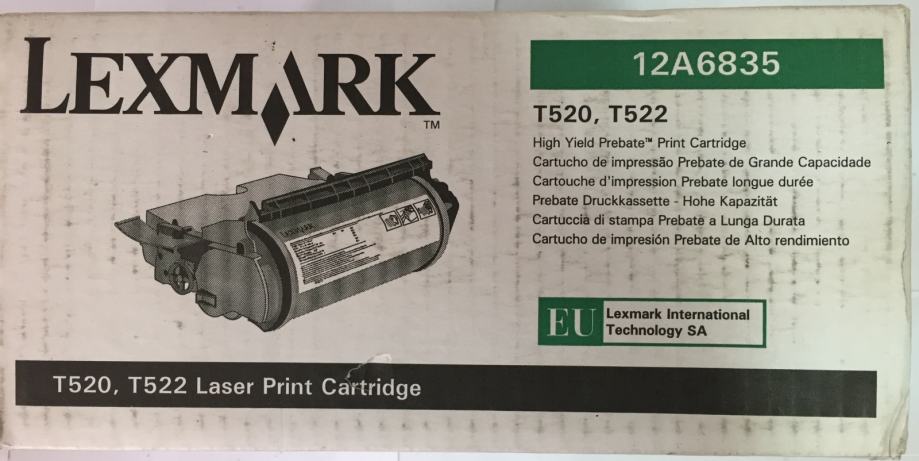 LEXMARK
TM
12A6835
T520, T522
High Yield Prebate™ Print Cartridge
Cartucho de impressão Prebate de Grande Capacidade
Cartouche d'impression Prebate longue durée
Prebate Druckkassette - Hohe Kapazität
Cartuccia di stampa Prebate a Lunga Durata
Cartucho de impresión Prebate de Alto rendimiento
LEXMARK
EU Lexmark International
Technology SA
T520, T522 Laser Print Cartridge